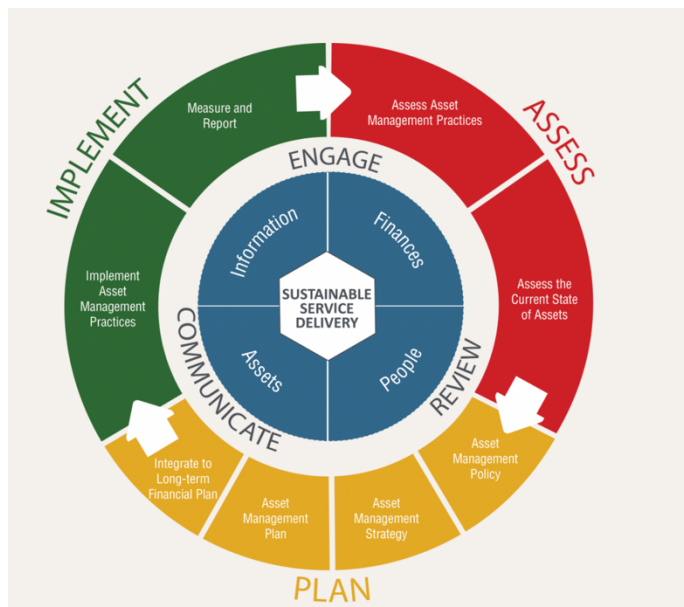 IMPLEMENT
Measure and
Report
Assess Asset
Management Practices
ASSESS
ENGAGE
Information
Finances
Implement
Asset
Management
Practices
SUSTAINABLE
SERVICE
DELIVERY
Assess the
Current State
of Assets
COMMUNICATE
Assets
People
REVIEW
Integrate to
Long-term
Financial Plan
Asset
Management
Plan
Asset
Management
Strategy
Asset
Management
Policy
PLAN